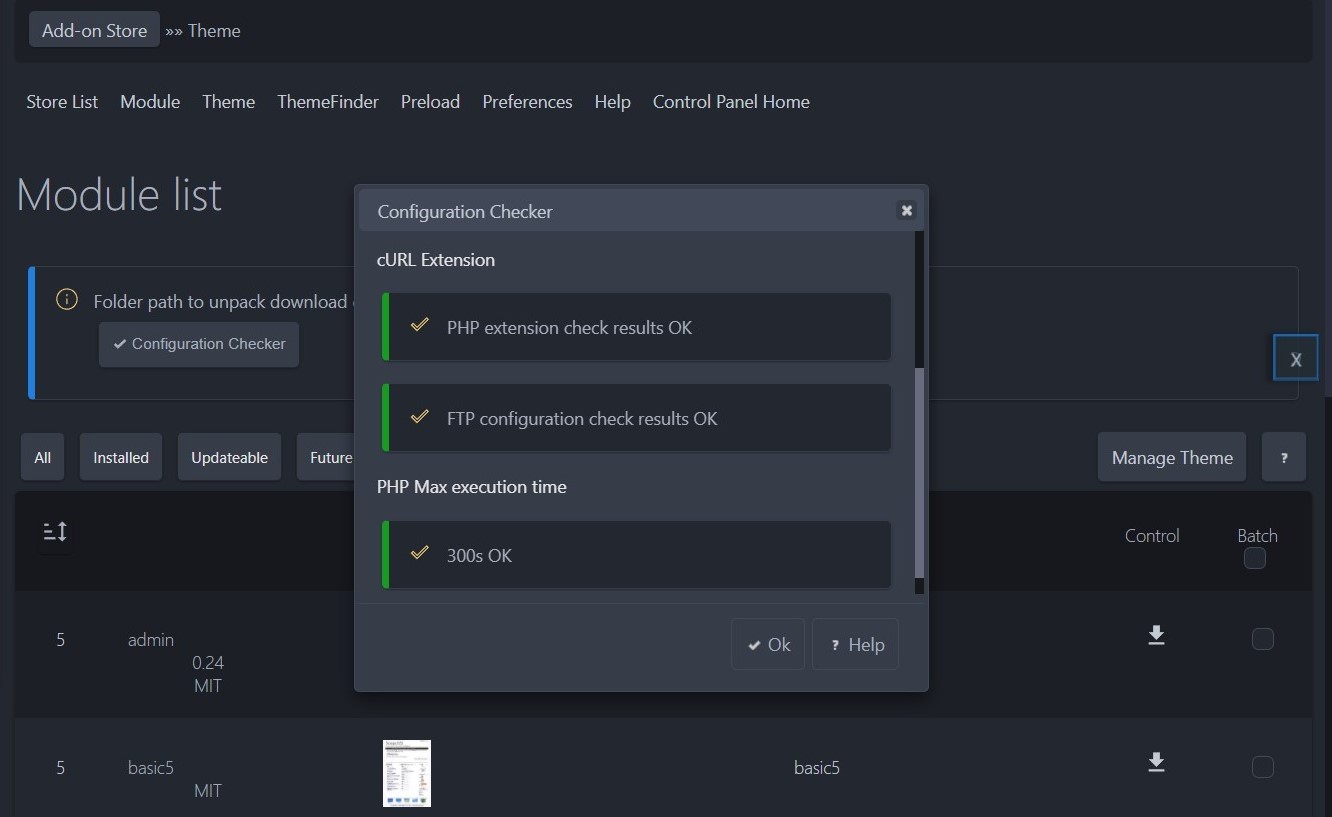 Add-on Store »» Theme
Store List Module Theme ThemeFinder Preload Preferences Help Control Panel Home
Module list
Configuration Checker
cURL Extension
Folder path to unpack download
Configuration Checker
PHP extension check results OK
X
FTP configuration check results OK
All Installed Updateable Future
Manage Theme ?
PHP Max execution time
Control Batch
300s OK
Ok ? Help
5 admin
0.24
MIT
5 basic5 basic5
MIT